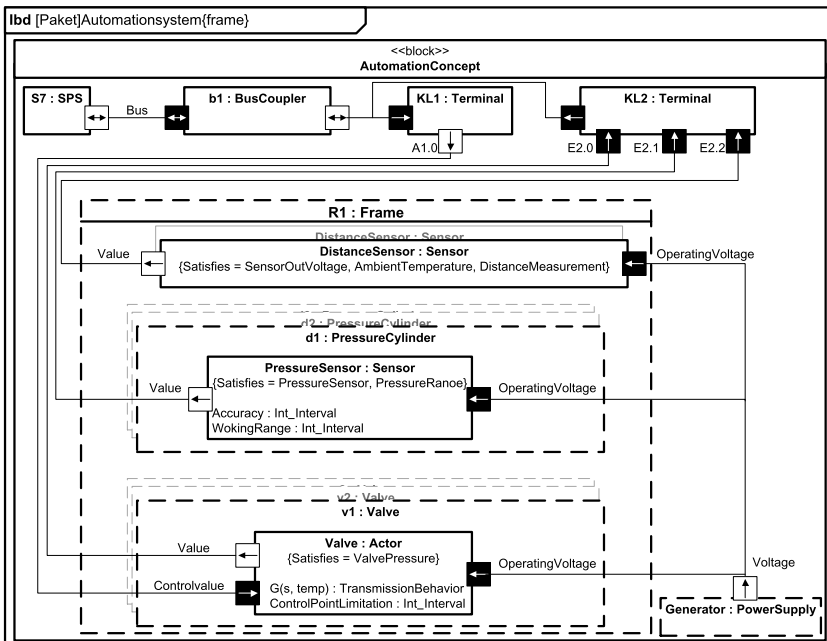 Ibd [Paket]Automationsystem{frame}
<<block>>
AutomationConcept
S7 : SPS
Bus
b1 : BusCoupler
KL1 : Terminal
KL2 : Terminal
A1.0
E2.0
E2.1
E2.2
R1 : Frame
DistanceSensor : Sensor
DistanceSensor : Sensor
{Satisfies = SensorOutVoltage, AmbientTemperature, DistanceMeasurement}
Value
OperatingVoltage
d2 : PressureCylinder
d1 : PressureCylinder
PressureSensor : Sensor
{Satisfies = PressureSensor, PressureRanoe}
Value
OperatingVoltage
Accuracy : Int_Interval
WokingRange : Int_Interval
v2 : Valve
v1 : Valve
Valve : Actor
{Satisfies = ValvePressure}
Value
OperatingVoltage
Voltage
Controlvalue
G(s, temp) : TransmissionBehavior
ControlPointLimitation : Int_Interval
Generator : PowerSupply